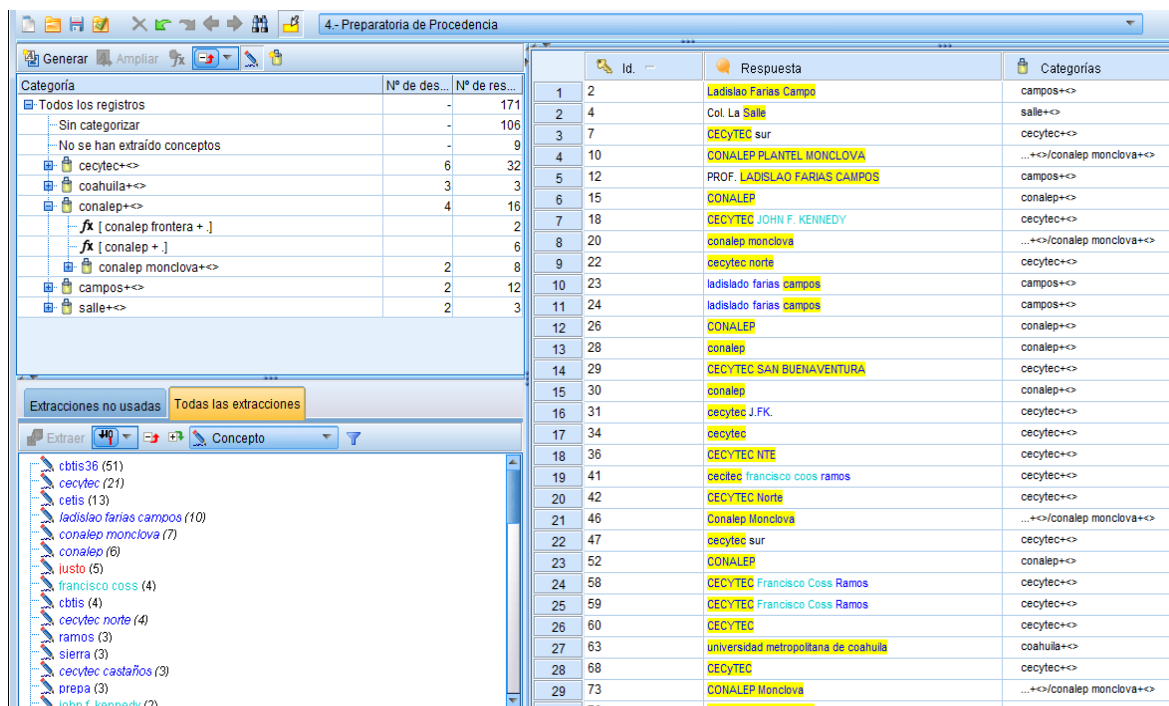 4.- Preparatoria de Procedencia
Generar Ampliar fx
Categoría Nº de des... Nº de res...
Todos los registros - 171
Sin categorizar - 106
No se han extraído conceptos - 9
cecytec+<> 6 32
coahuila+<> 3 3
conalep+<> 4 16
fx [ conalep frontera + .] 2
fx [ conalep + .] 6
conalep monclova+<> 2 8
campos+<> 2 12
salle+<> 2 3
Extracciones no usadas Todas las extracciones
Extraer Concepto
cbtis36 (51)
cecytec (21)
cetis (13)
ladislao farias campos (10)
conalep monclova (7)
conalep (6)
justo (5)
francisco coss (4)
cbtis (4)
cecytec norte (4)
ramos (3)
sierra (3)
cecytec castaños (3)
prepa (3)
john f. kennedy (2)
Id. Respuesta Categorías
1 2 Ladislao Farias Campo campos+<>
2 4 Col. La Salle salle+<>
3 7 CECyTEC sur cecytec+<>
4 10 CONALEP PLANTEL MONCLOVA ...+<>/conalep monclova+<>
5 12 PROF. LADISLAO FARIAS CAMPOS campos+<>
6 15 CONALEP conalep+<>
7 18 CECYTEC JOHN F. KENNEDY cecytec+<>
8 20 conalep monclova ...+<>/conalep monclova+<>
9 22 cecytec norte cecytec+<>
10 23 ladislado farias campos campos+<>
11 24 ladislado farias campos campos+<>
12 26 CONALEP conalep+<>
13 28 conalep conalep+<>
14 29 CECYTEC SAN BUENAVENTURA cecytec+<>
15 30 conalep conalep+<>
16 31 cecytec J.FK. cecytec+<>
17 34 cecytec cecytec+<>
18 36 CECYTEC NTE cecytec+<>
19 41 cecitec francisco coos ramos cecytec+<>
20 42 CECYTEC Norte cecytec+<>
21 46 Conalep Monclova ...+<>/conalep monclova+<>
22 47 cecytec sur cecytec+<>
23 52 CONALEP conalep+<>
24 58 CECYTEC Francisco Coss Ramos cecytec+<>
25 59 CECYTEC Francisco Coss Ramos cecytec+<>
26 60 CECYTEC cecytec+<>
27 63 universidad metropolitana de coahuila coahuila+<>
28 68 CECyTEC cecytec+<>
29 73 CONALEP Monclova ...+<>/conalep monclova+<>